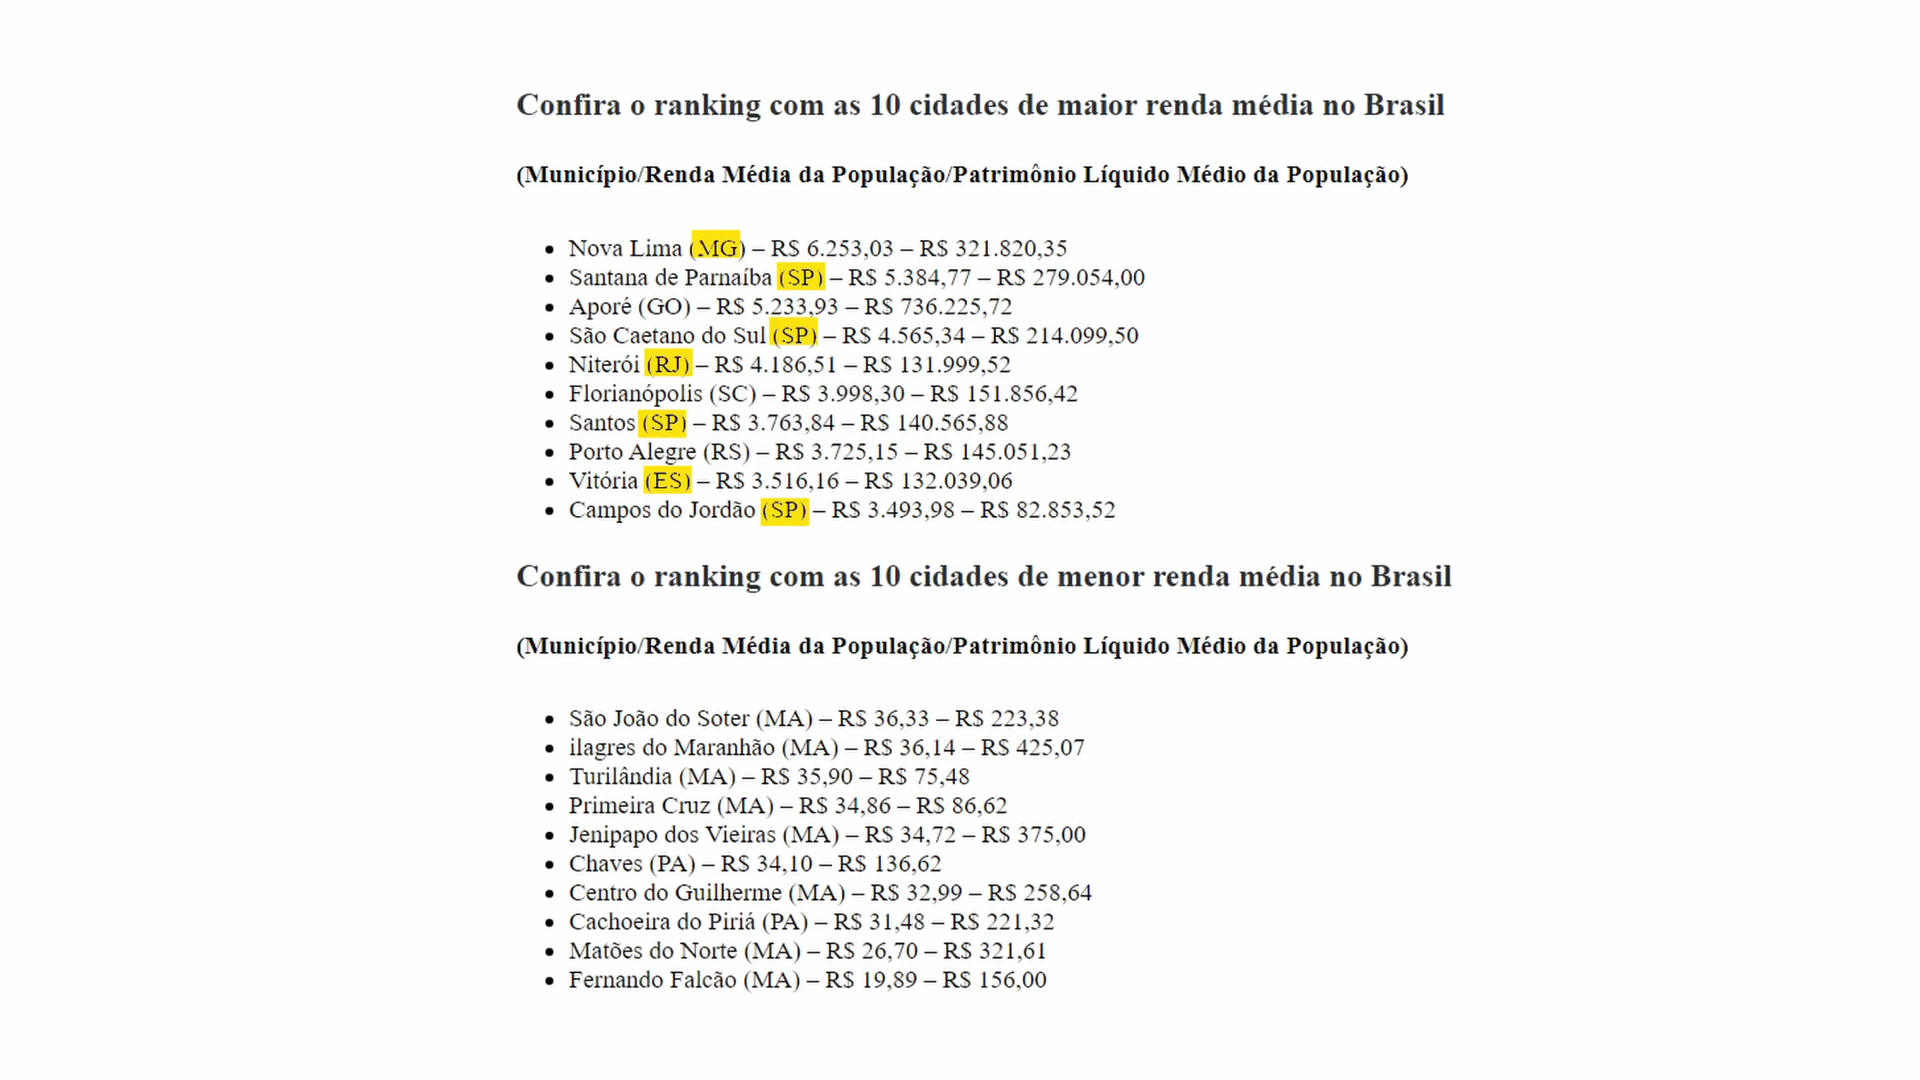 Confira o ranking com as 10 cidades de maior renda média no Brasil
(Município/Renda Média da População/Patrimônio Líquido Médio da População)
• Nova Lima (MG) – R$ 6.253,03 – R$ 321.820,35
• Santana de Parnaíba (SP) – R$ 5.384,77 – R$ 279.054,00
• Aporé (GO) – R$ 5.233,93 – R$ 736.225,72
• São Caetano do Sul (SP) – R$ 4.565,34 – R$ 214.099,50
• Niterói (RJ) – R$ 4.186,51 – R$ 131.999,52
• Florianópolis (SC) – R$ 3.998,30 – R$ 151.856,42
• Santos (SP) – R$ 3.763,84 – R$ 140.565,88
• Porto Alegre (RS) – R$ 3.725,15 – R$ 145.051,23
• Vitória (ES) – R$ 3.516,16 – R$ 132.039,06
• Campos do Jordão (SP) – R$ 3.493,98 – R$ 82.853,52
Confira o ranking com as 10 cidades de menor renda média no Brasil
(Município/Renda Média da População/Patrimônio Líquido Médio da População)
• São João do Soter (MA) – R$ 36,33 – R$ 223,38
• ilagres do Maranhão (MA) – R$ 36,14 – R$ 425,07
• Turilândia (MA) – R$ 35,90 – R$ 75,48
• Primeira Cruz (MA) – R$ 34,86 – R$ 86,62
• Jenipapo dos Vieiras (MA) – R$ 34,72 – R$ 375,00
• Chaves (PA) – R$ 34,10 – R$ 136,62
• Centro do Guilherme (MA) – R$ 32,99 – R$ 258,64
• Cachoeira do Piriá (PA) – R$ 31,48 – R$ 221,32
• Matões do Norte (MA) – R$ 26,70 – R$ 321,61
• Fernando Falcão (MA) – R$ 19,89 – R$ 156,00